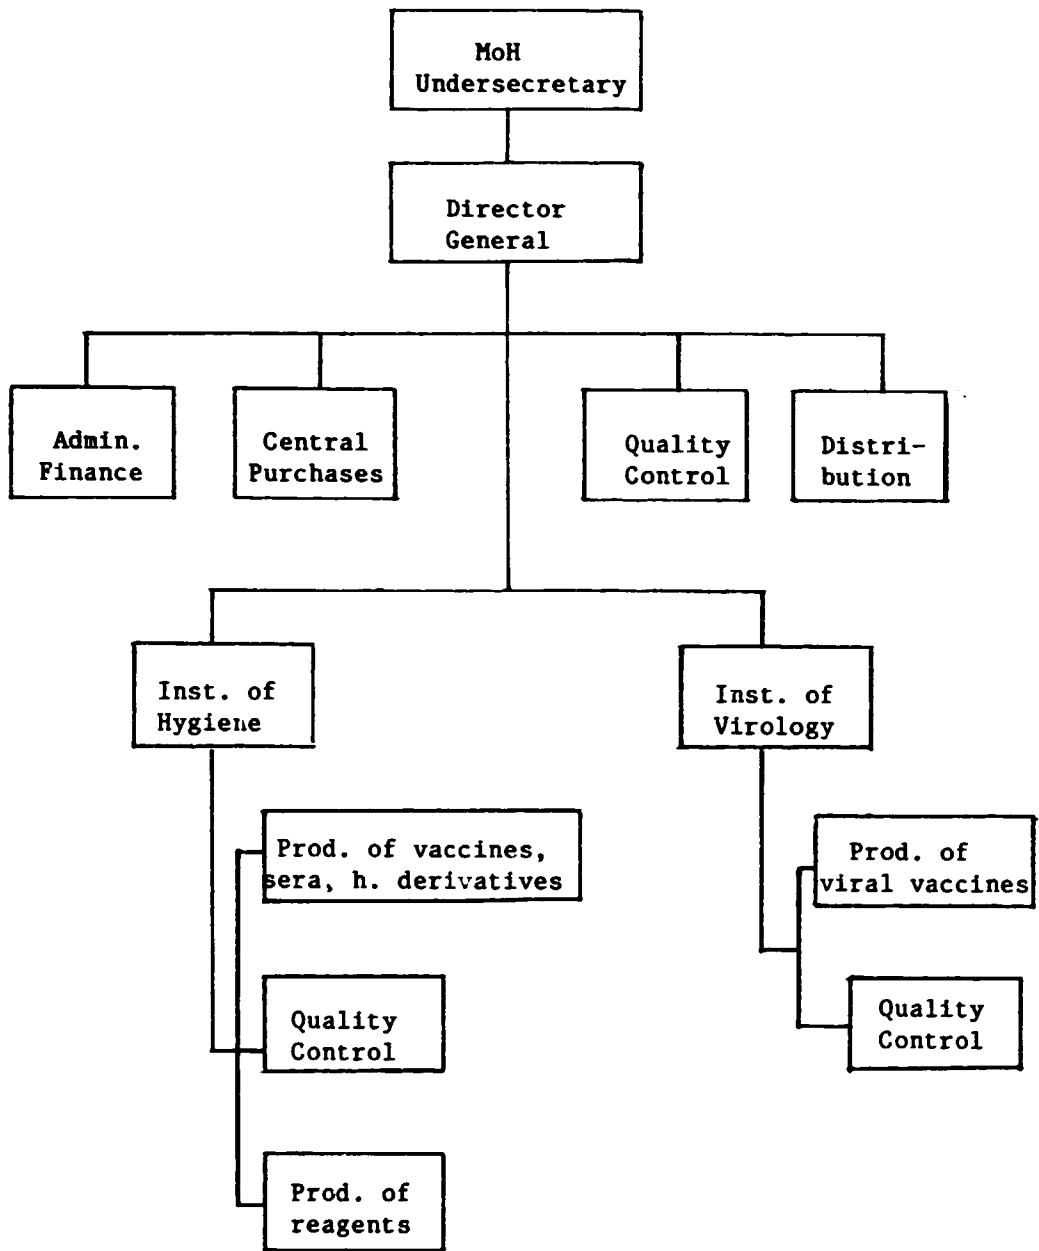 MoH
Undersecretary
Director
General
Admin.
Finance
Central
Purchases
Quality
Control
Distri-
bution
Inst. of
Hygiene
Inst. of
Virology
Prod. of vaccines,
sera, h. derivatives
Prod. of
viral vaccines
Quality
Control
Quality
Control
Prod. of
reagents